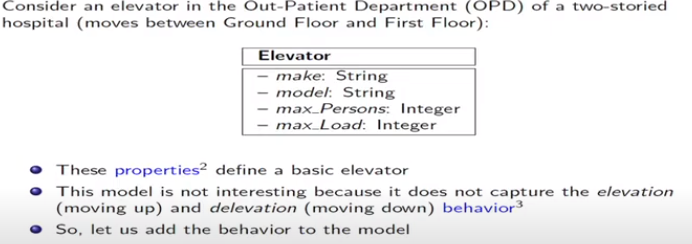 Consider an elevator in the Out-Patient Department (OPD) of a two-storied
hospital (moves between Ground Floor and First Floor):
Elevator
– make: String
– model: String
– max_Persons: Integer
– max_Load: Integer
These properties² define a basic elevator
This model is not interesting because it does not capture the elevation
(moving up) and delevation (moving down) behavior³
So, let us add the behavior to the model